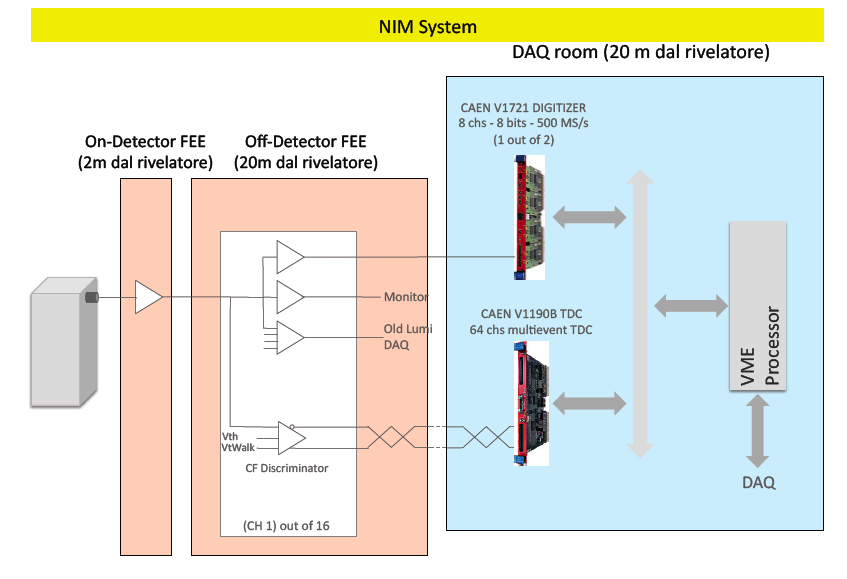 NIM System
DAQ room (20 m dal rivelatore)
CAEN V1721 DIGITIZER
8 chs - 8 bits - 500 MS/s
(1 out of 2)
On-Detector FEE
(2m dal rivelatore)
Off-Detector FEE
(20m dal rivelatore)
Monitor
Old Lumi
DAQ
CAEN V1190B TDC
64 chs multievent TDC
VME
Processor
Vth
VtWalk
CF Discriminator
DAQ
(CH 1) out of 16